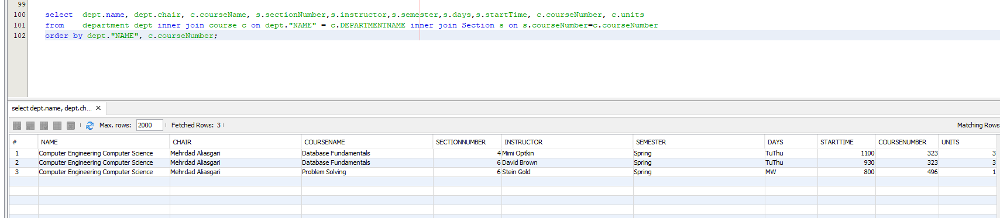 99
100 select dept.name, dept.chair, c.courseName, s.sectionNumber,s.instructor,s.semester,s.days,s.startTime, c.courseNumber, c.units
101 from department dept inner join course c on dept."NAME" = c.DEPARTMENTNAME inner join Section s on s.courseNumber=c.courseNumber
102 order by dept."NAME", c.courseNumber;
select dept.name, dept.ch... ×
Max. rows: 2000 Fetched Rows: 3 Matching Rows
# NAME CHAIR COURSENAME SECTIONNUMBER INSTRUCTOR SEMESTER DAYS STARTTIME COURSENUMBER UNITS
1 Computer Engineering Computer Science Mehrdad Aliasgari Database Fundamentals 4 Mimi Optkin Spring TuThu 1100 323 3
2 Computer Engineering Computer Science Mehrdad Aliasgari Database Fundamentals 6 David Brown Spring TuThu 930 323 3
3 Computer Engineering Computer Science Mehrdad Aliasgari Problem Solving 6 Stein Gold Spring MW 800 496 1